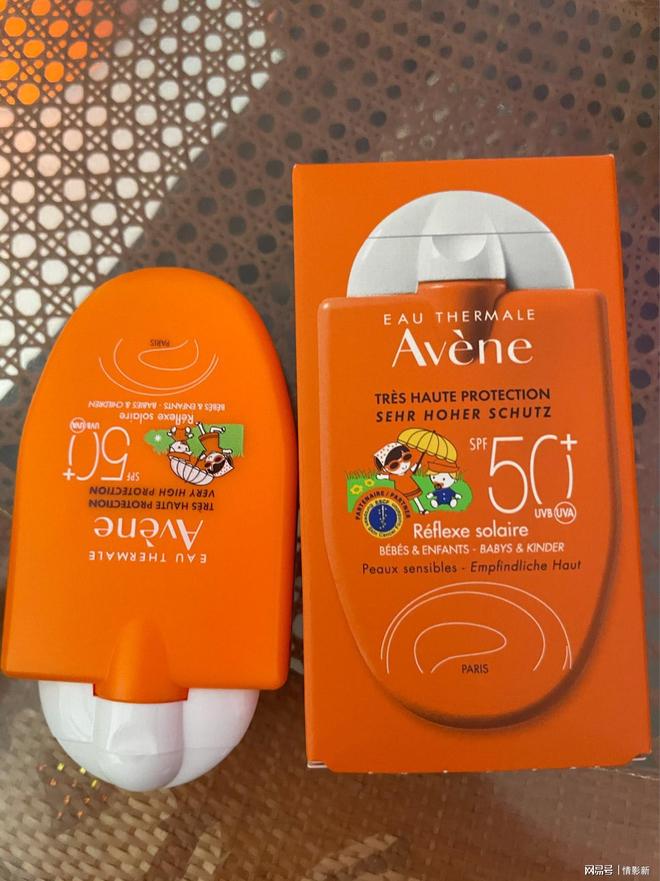 EAU THERMALE
Avène
TRÈS HAUTE PROTECTION
SEHR HOHER SCHUTZ
SPF 50+
UVB UVA
PARTENAIRE / PARTNER
Réflexe solaire
BÉBÉS & ENFANTS - BABYS & KINDER
Peaux sensibles - Empfindliche Haut
PARIS
EAU THERMALE
Avène
TRÈS HAUTE PROTECTION
VERY HIGH PROTECTION
SPF 50+
UVB UVA
Réflexe solaire
BÉBÉS & ENFANTS - BABIES & CHILDREN
PARIS
网易号 | 情影新